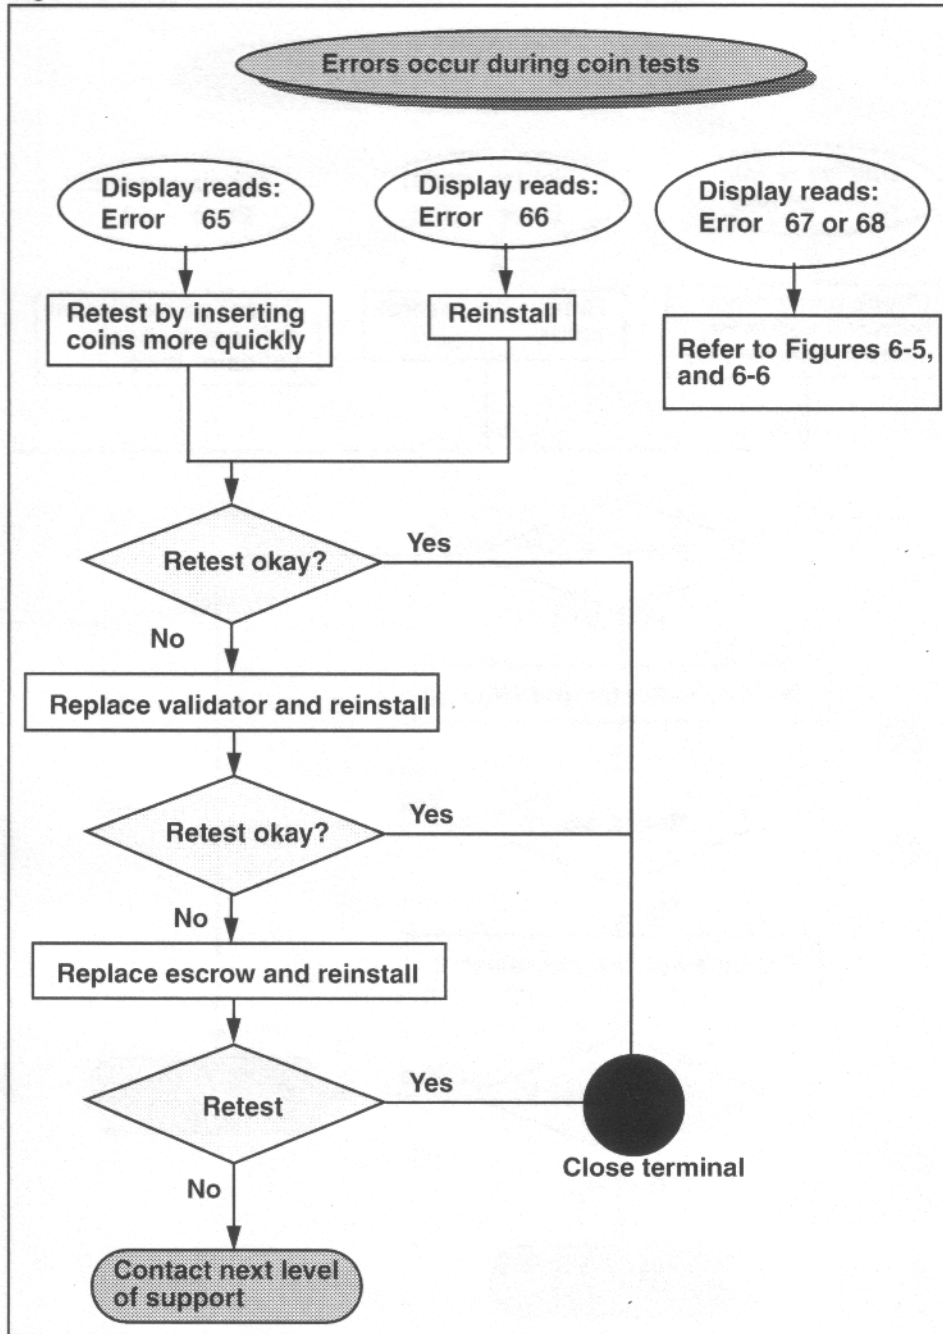 Errors occur during coin tests
Display reads:
Error 65
Display reads:
Error 66
Display reads:
Error 67 or 68
Retest by inserting
coins more quickly
Reinstall
Refer to Figures 6-5,
and 6-6
Retest okay?
Yes
No
Replace validator and reinstall
Retest okay?
Yes
No
Replace escrow and reinstall
Retest
Yes
Close terminal
No
Contact next level
of support